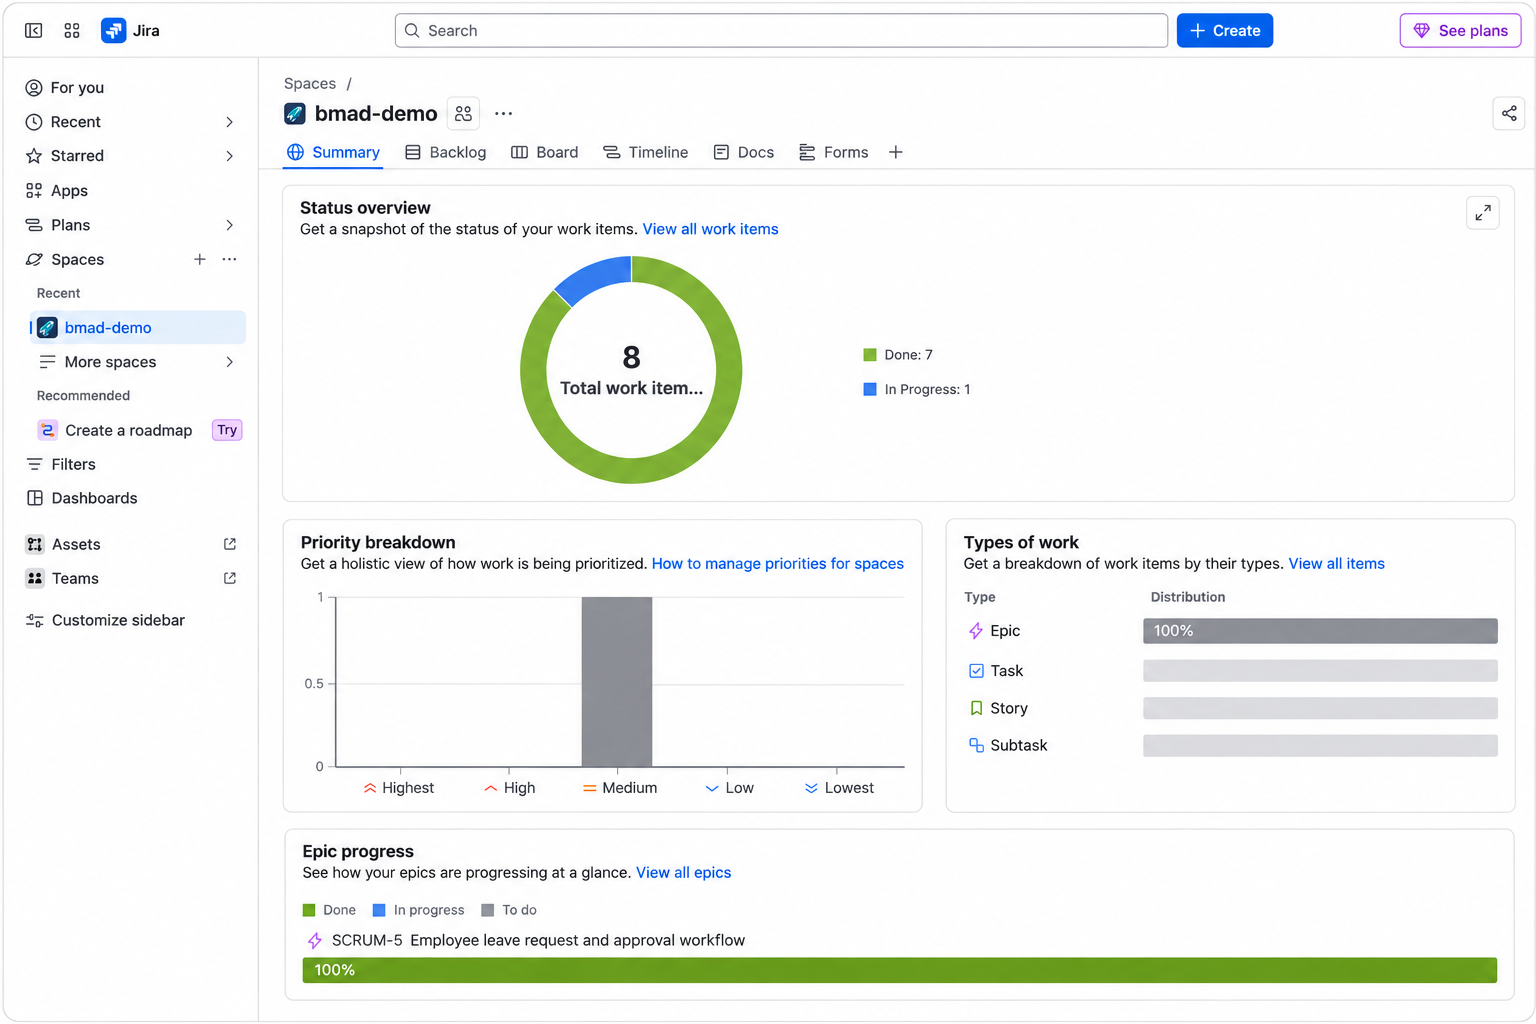 Jira
Search
Create
See plans
For you
Recent
Starred
Apps
Plans
Spaces
Recent
bmad-demo
More spaces
Recommended
Create a roadmap Try
Filters
Dashboards
Assets
Teams
Customize sidebar
Spaces /
bmad-demo
Summary Backlog Board Timeline Docs Forms
Status overview
Get a snapshot of the status of your work items. View all work items
8
Total work item...
Done: 7
In Progress: 1
Priority breakdown
Get a holistic view of how work is being prioritized. How to manage priorities for spaces
1
0.5
0
Highest High Medium Low Lowest
Types of work
Get a breakdown of work items by their types. View all items
Type Distribution
Epic 100%
Task
Story
Subtask
Epic progress
See how your epics are progressing at a glance. View all epics
Done In progress To do
SCRUM-5 Employee leave request and approval workflow
100%